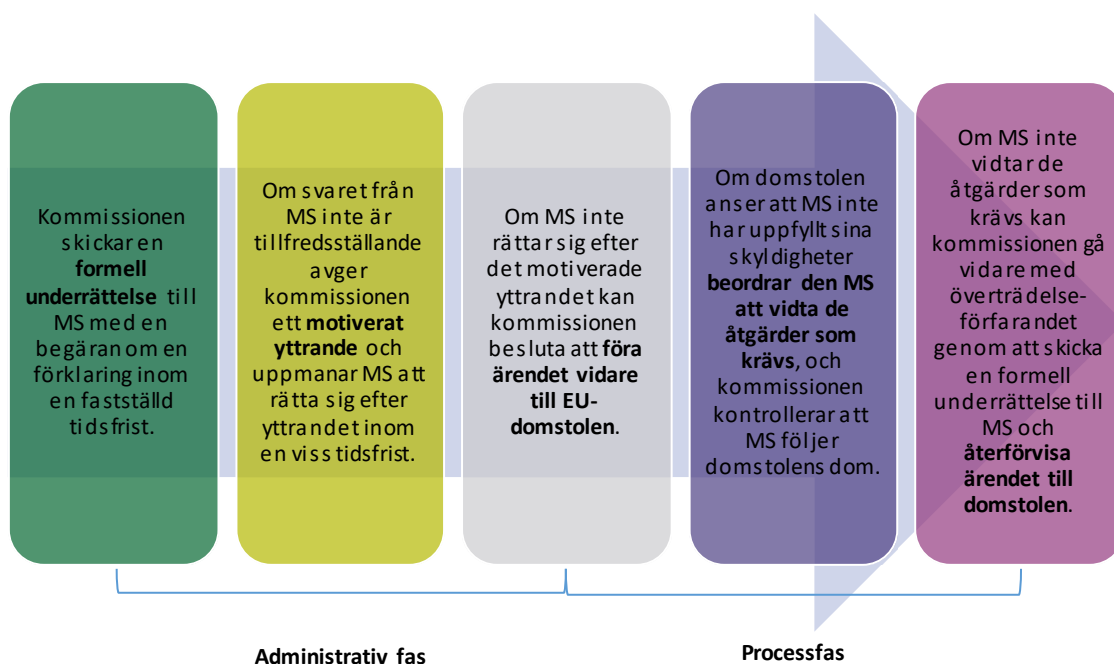 Kommissionen
skickar en
formell
underrättelse till
MS med en
begäran om en
förklaring inom
en fastställd
tidsfrist.
Om svaret från
MS inte är
tillfredsställande
avger
kommissionen
ett motiverat
yttrande och
uppmanar MS att
rätta sig efter
yttrandet inom
en viss tidsfrist.
Om MS inte
rättar sig efter
det motiverade
yttrandet kan
kommissionen
besluta att föra
ärendet vidare
till EU-
domstolen.
Om domstolen
anser att MS inte
har uppfyllt sina
skyldigheter
beordrar den MS
att vidta de
åtgärder som
krävs, och
kommissionen
kontrollerar att
MS följer
domstolens dom.
Om MS inte
vidtar de
åtgärder som
krävs kan
kommissionen gå
vidare med
överträdelse-
förfarandet
genom att skicka
en formell
underrättelse till
MS och
återförvisa
ärendet till
domstolen.
Administrativ fas
Processfas